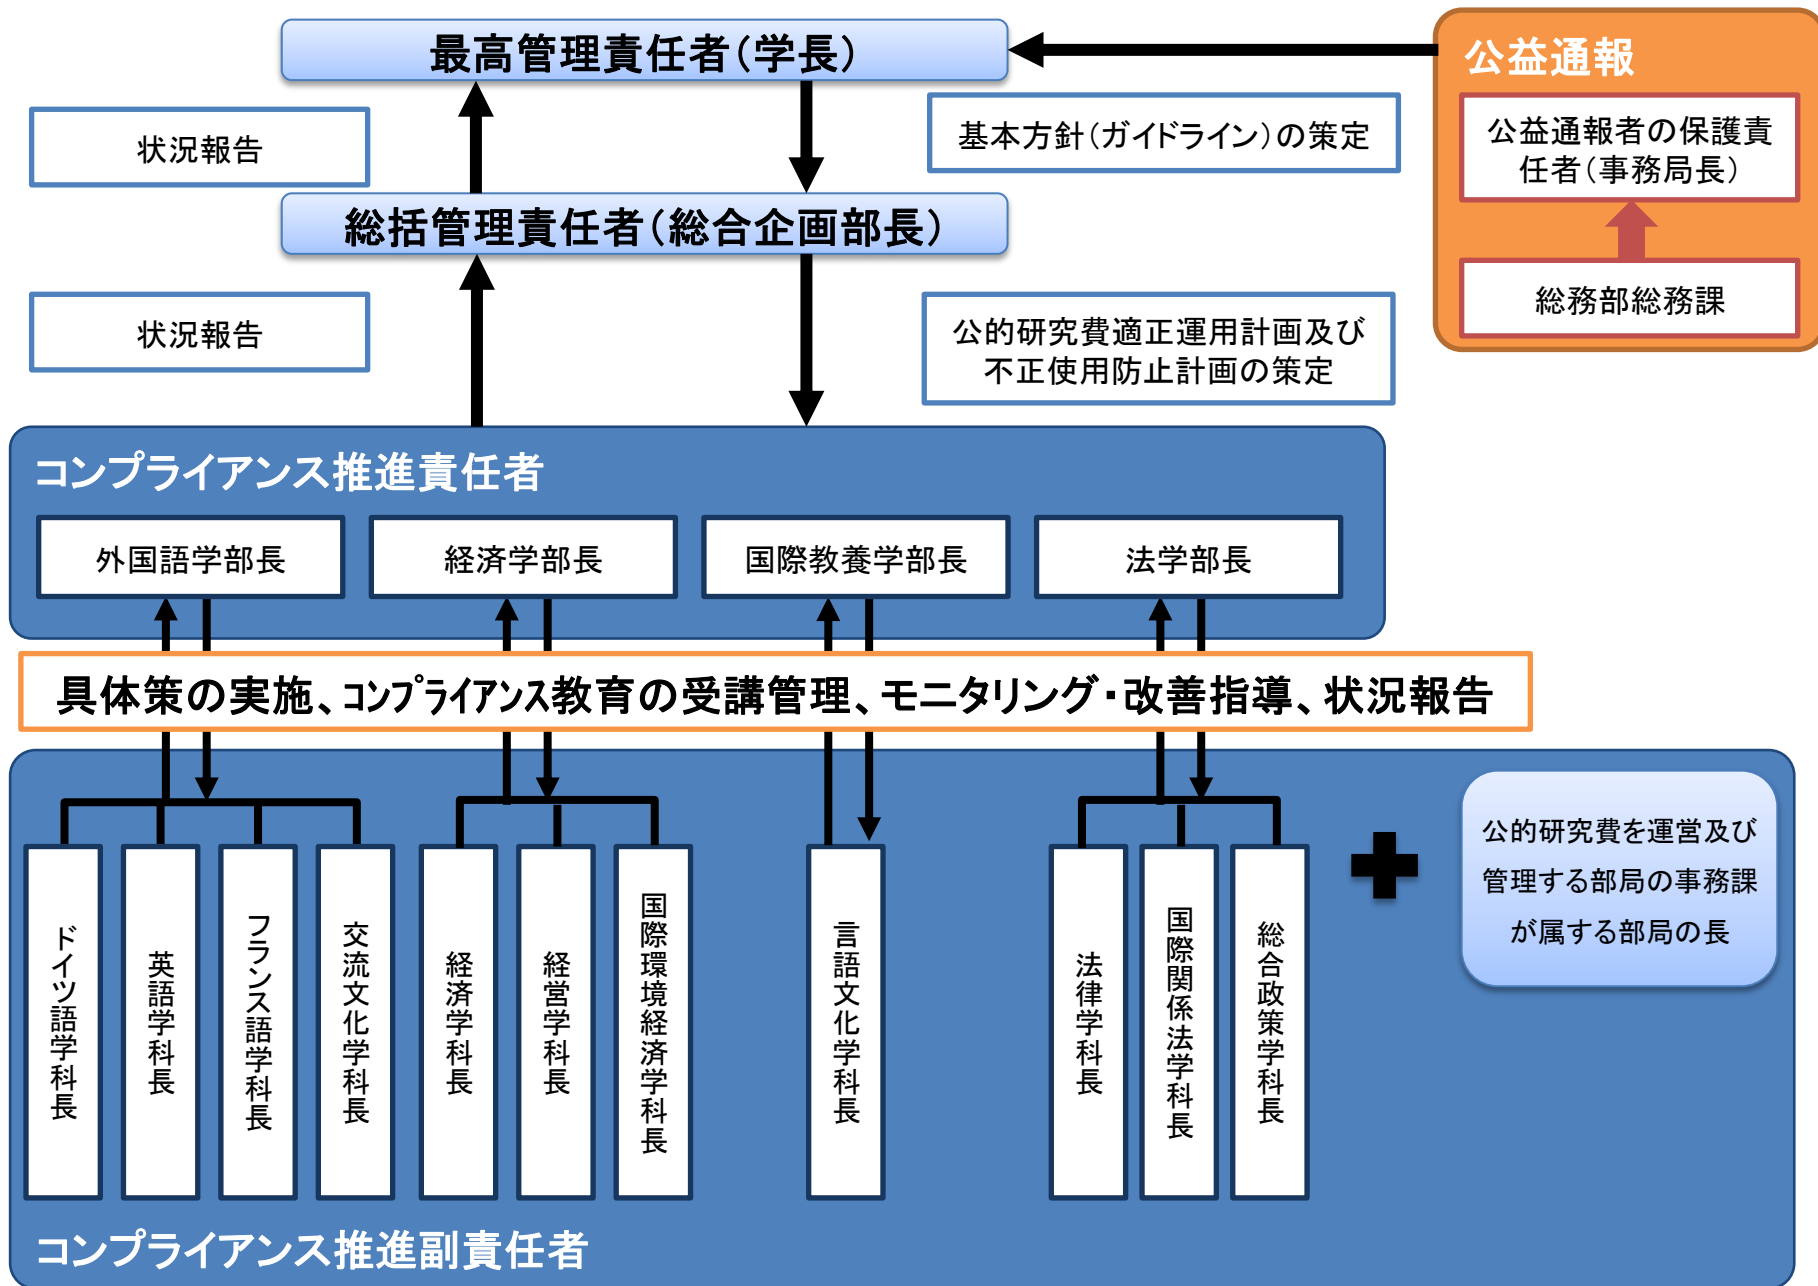 最高管理責任者（学長）
公益通報
状況報告
基本方針（ガイドライン）の策定
公益通報者の保護責
任者（事務局長）
総括管理責任者（総合企画部長）
総務部総務課
状況報告
公的研究費適正運用計画及び
不正使用防止計画の策定
コンプライアンス推進責任者
外国語学部長
経済学部長
国際教養学部長
法学部長
具体策の実施、コンプライアンス教育の受講管理、モニタリング・改善指導、状況報告
ドイツ語学科長
英語学科長
フランス語学科長
交流文化学科長
経済学科長
経営学科長
国際環境経済学科長
言語文化学科長
法律学科長
国際関係法学科長
総合政策学科長
公的研究費を運営及び
管理する部局の事務課
が属する部局の長
コンプライアンス推進副責任者